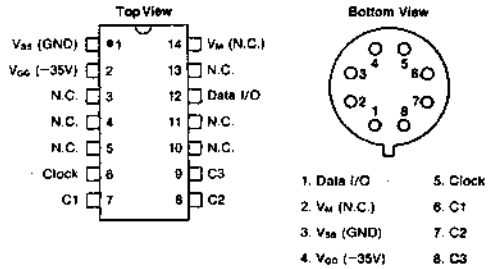 Top View
Bottom View
VSS (GND) 1 14 VM (N.C.)
VGG (−35V) 2 13 N.C.
N.C. 3 12 Data I/O
N.C. 4 11 N.C.
N.C. 5 10 N.C.
Clock 6 9 C3
C1 7 8 C2
4 5
3 6
2 7
1 8
1. Data I/O 5. Clock
2. VM (N.C.) 6. C1
3. VSS (GND) 7. C2
4. VGG (−35V) 8. C3